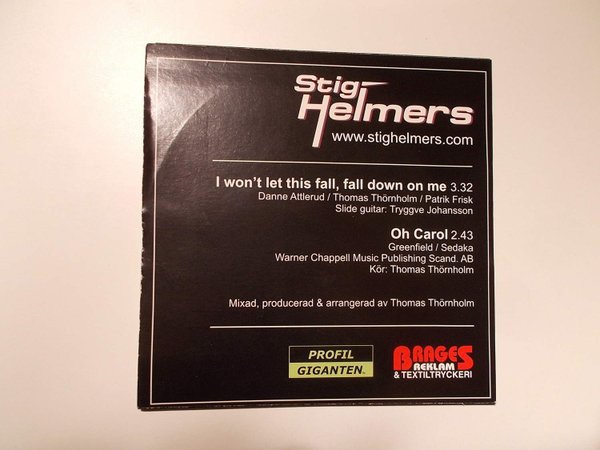 Stig
Helmers
www.stighelmers.com
I won't let this fall, fall down on me 3.32
Danne Attlerud / Thomas Thörnholm / Patrik Frisk
Slide guitar: Tryggve Johansson
Oh Carol 2.43
Greenfield / Sedaka
Warner Chappell Music Publishing Scand. AB
Kör: Thomas Thörnholm
Mixad, producerad & arrangerad av Thomas Thörnholm
PROFIL
GIGANTEN
BRAGES
REKLAM
& TEXTILTRYCKERI